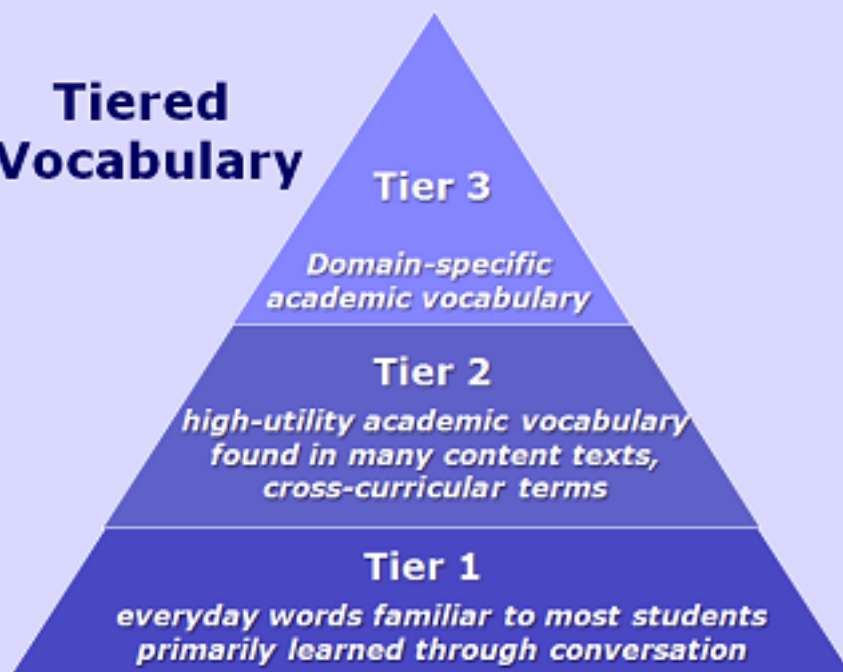 Tiered
Vocabulary
Tier 3
Domain-specific
academic vocabulary
Tier 2
high-utility academic vocabulary
found in many content texts,
cross-curricular terms
Tier 1
everyday words familiar to most students
primarily learned through conversation